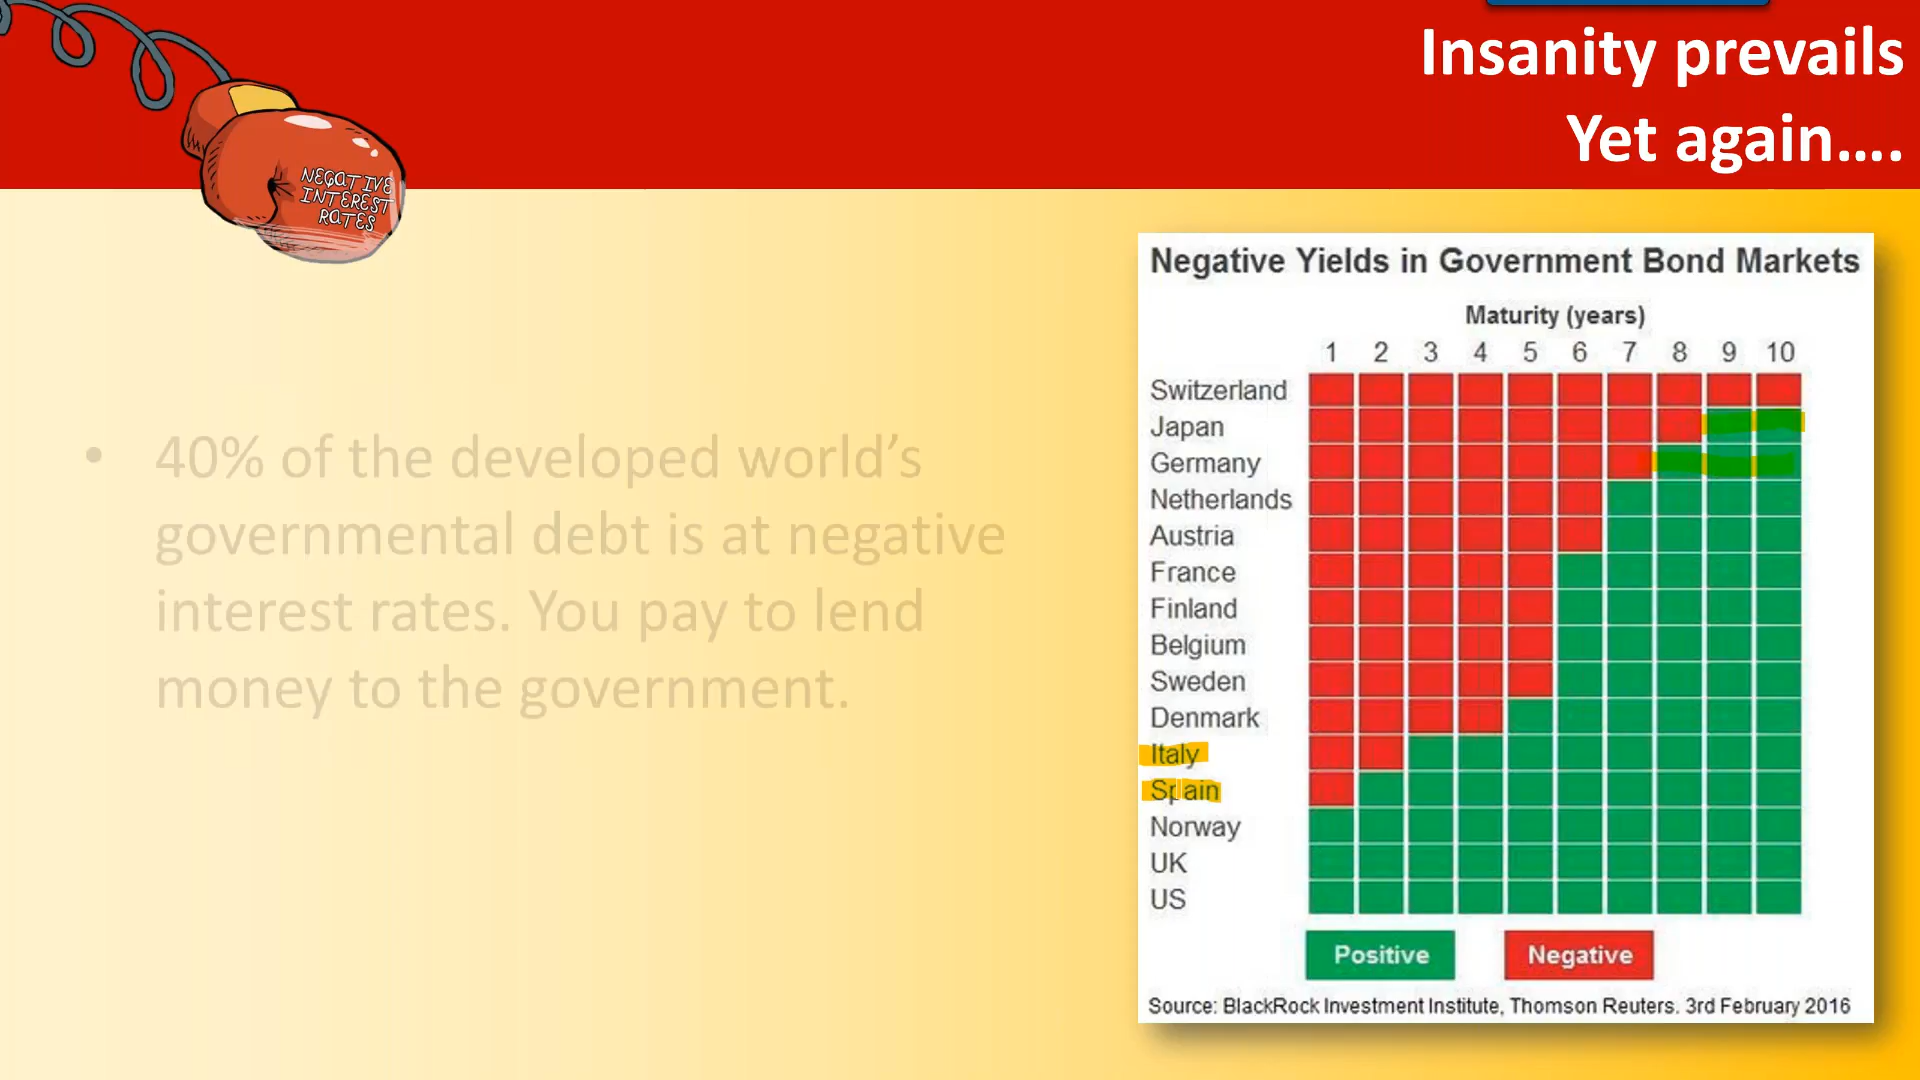 Insanity prevails
Yet again....
NEGATIVE
INTEREST
RATES
• 40% of the developed world's
governmental debt is at negative
interest rates. You pay to lend
money to the government.
Negative Yields in Government Bond Markets
Maturity (years)
1 2 3 4 5 6 7 8 9 10
Switzerland
Japan
Germany
Netherlands
Austria
France
Finland
Belgium
Sweden
Denmark
Italy
Spain
Norway
UK
US
Positive Negative
Source: BlackRock Investment Institute, Thomson Reuters. 3rd February 2016